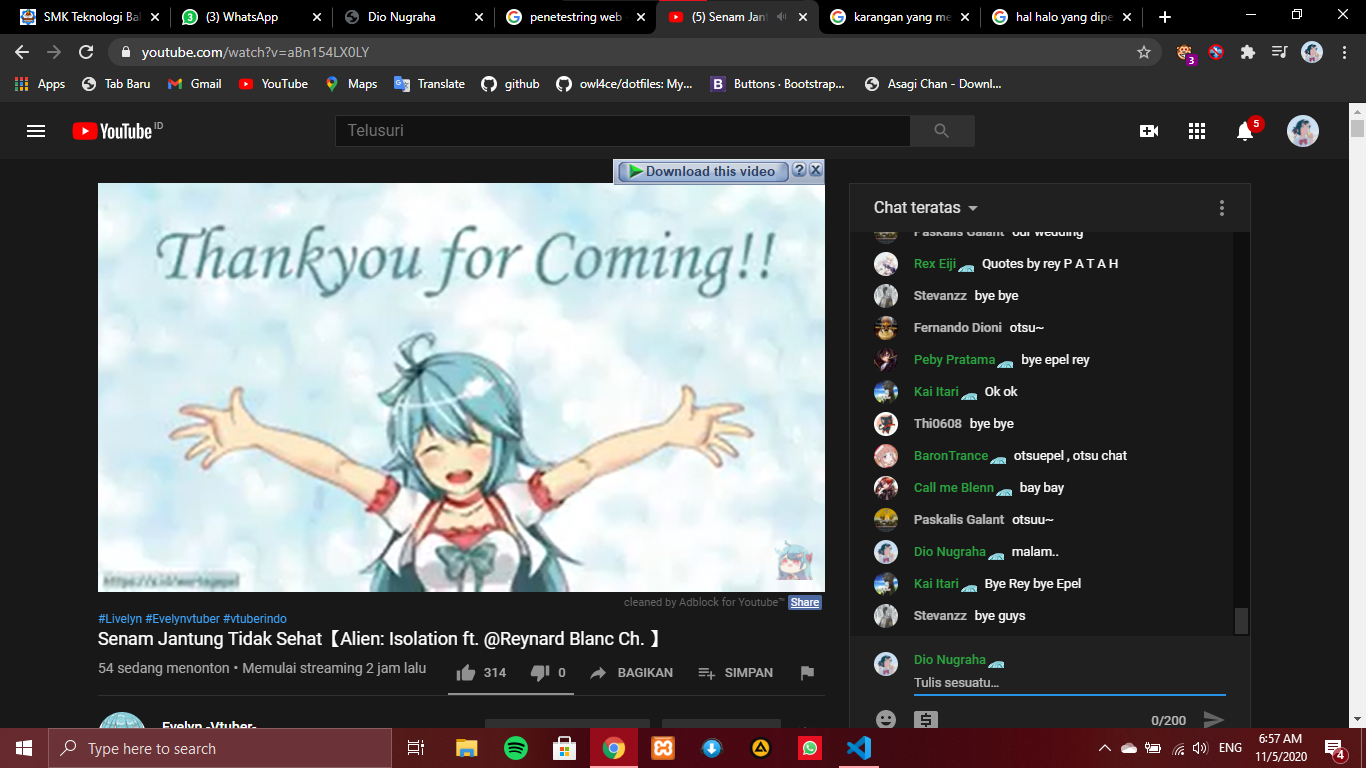 SMK Teknologi Bal
(3) WhatsApp
Dio Nugraha
penetestring web
(5) Senam Jant
karangan yang me
hal halo yang dipe
youtube.com/watch?v=aBn154LX0LY
3
Apps
Tab Baru
Gmail
YouTube
Maps
Translate
github
owl4ce/dotfiles: My...
Buttons · Bootstrap...
Asagi Chan - Downl...
YouTube ID
Telusuri
5
Download this video
Thankyou for Coming!!
cleaned by Adblock for Youtube™ Share
#Livelyn #Evelynvtuber #vtuberindo
Senam Jantung Tidak Sehat【Alien: Isolation ft. @Reynard Blanc Ch. 】
54 sedang menonton • Memulai streaming 2 jam lalu
314
0
BAGIKAN
SIMPAN
Evelyn -Vtuber-
Chat teratas
Paskalis Galant our wedding
Rex Eiji Quotes by rey P A T A H
Stevanzz bye bye
Fernando Dioni otsu~
Peby Pratama bye epel rey
Kai Itari Ok ok
Thi0608 bye bye
BaronTrance otsuepel , otsu chat
Call me Blenn bay bay
Paskalis Galant otsuu~
Dio Nugraha malam..
Kai Itari Bye Rey bye Epel
Stevanzz bye guys
Dio Nugraha
Tulis sesuatu...
0/200
Type here to search
ENG
6:57 AM
11/5/2020
4